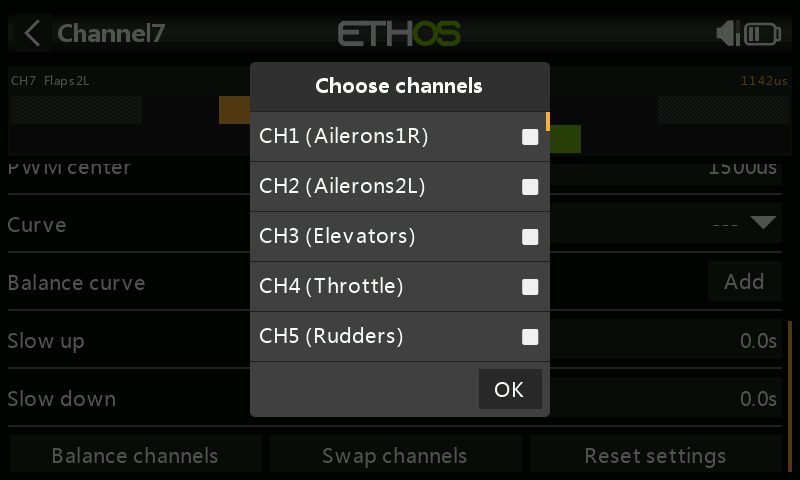 Channel7
ETHOS
CH7 Flaps2L
1142us
Choose channels
CH1 (Ailerons1R)
CH2 (Ailerons2L)
CH3 (Elevators)
CH4 (Throttle)
CH5 (Rudders)
OK
PWM center 1500us
Curve ---
Balance curve Add
Slow up 0.0s
Slow down 0.0s
Balance channels Swap channels Reset settings